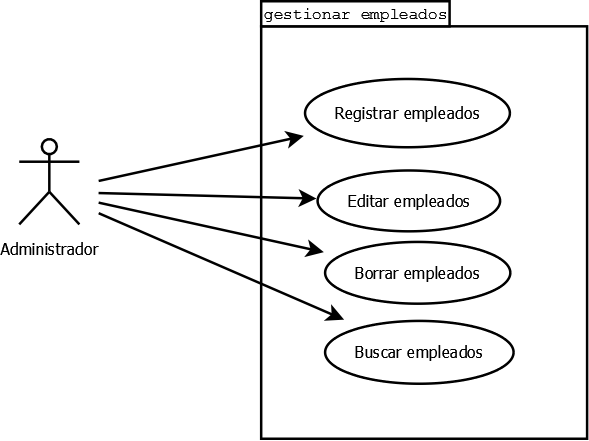 gestionar empleados
Registrar empleados
Editar empleados
Administrador
Borrar empleados
Buscar empleados